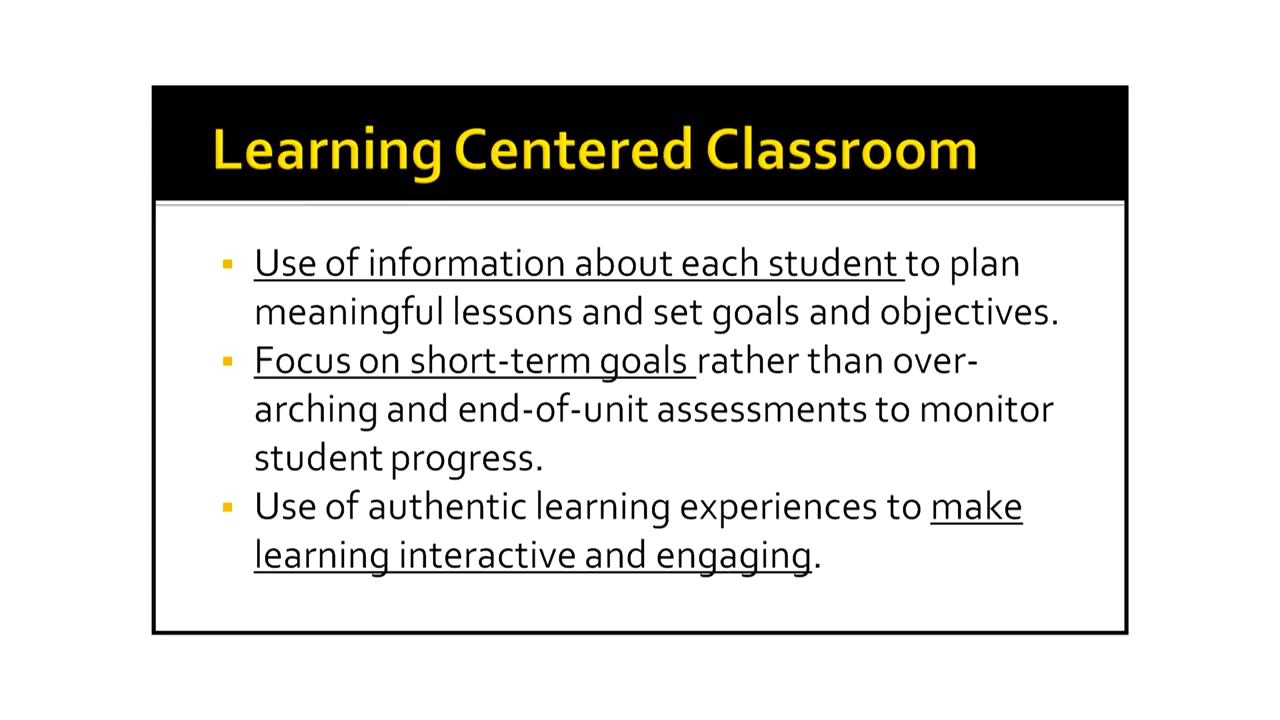 Learning Centered Classroom
Use of information about each student to plan
meaningful lessons and set goals and objectives.
Focus on short-term goals rather than over-
arching and end-of-unit assessments to monitor
student progress.
Use of authentic learning experiences to make
learning interactive and engaging.